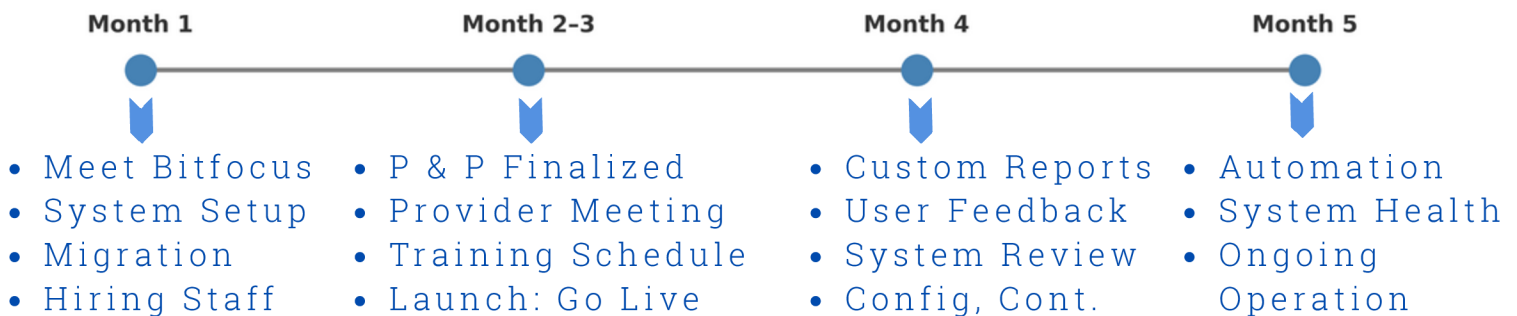 Month 1
Month 2–3
Month 4
Month 5
• Meet Bitfocus
• System Setup
• Migration
• Hiring Staff
• P & P Finalized
• Provider Meeting
• Training Schedule
• Launch: Go Live
• Custom Reports
• User Feedback
• System Review
• Config, Cont.
• Automation
• System Health
• Ongoing
Operation